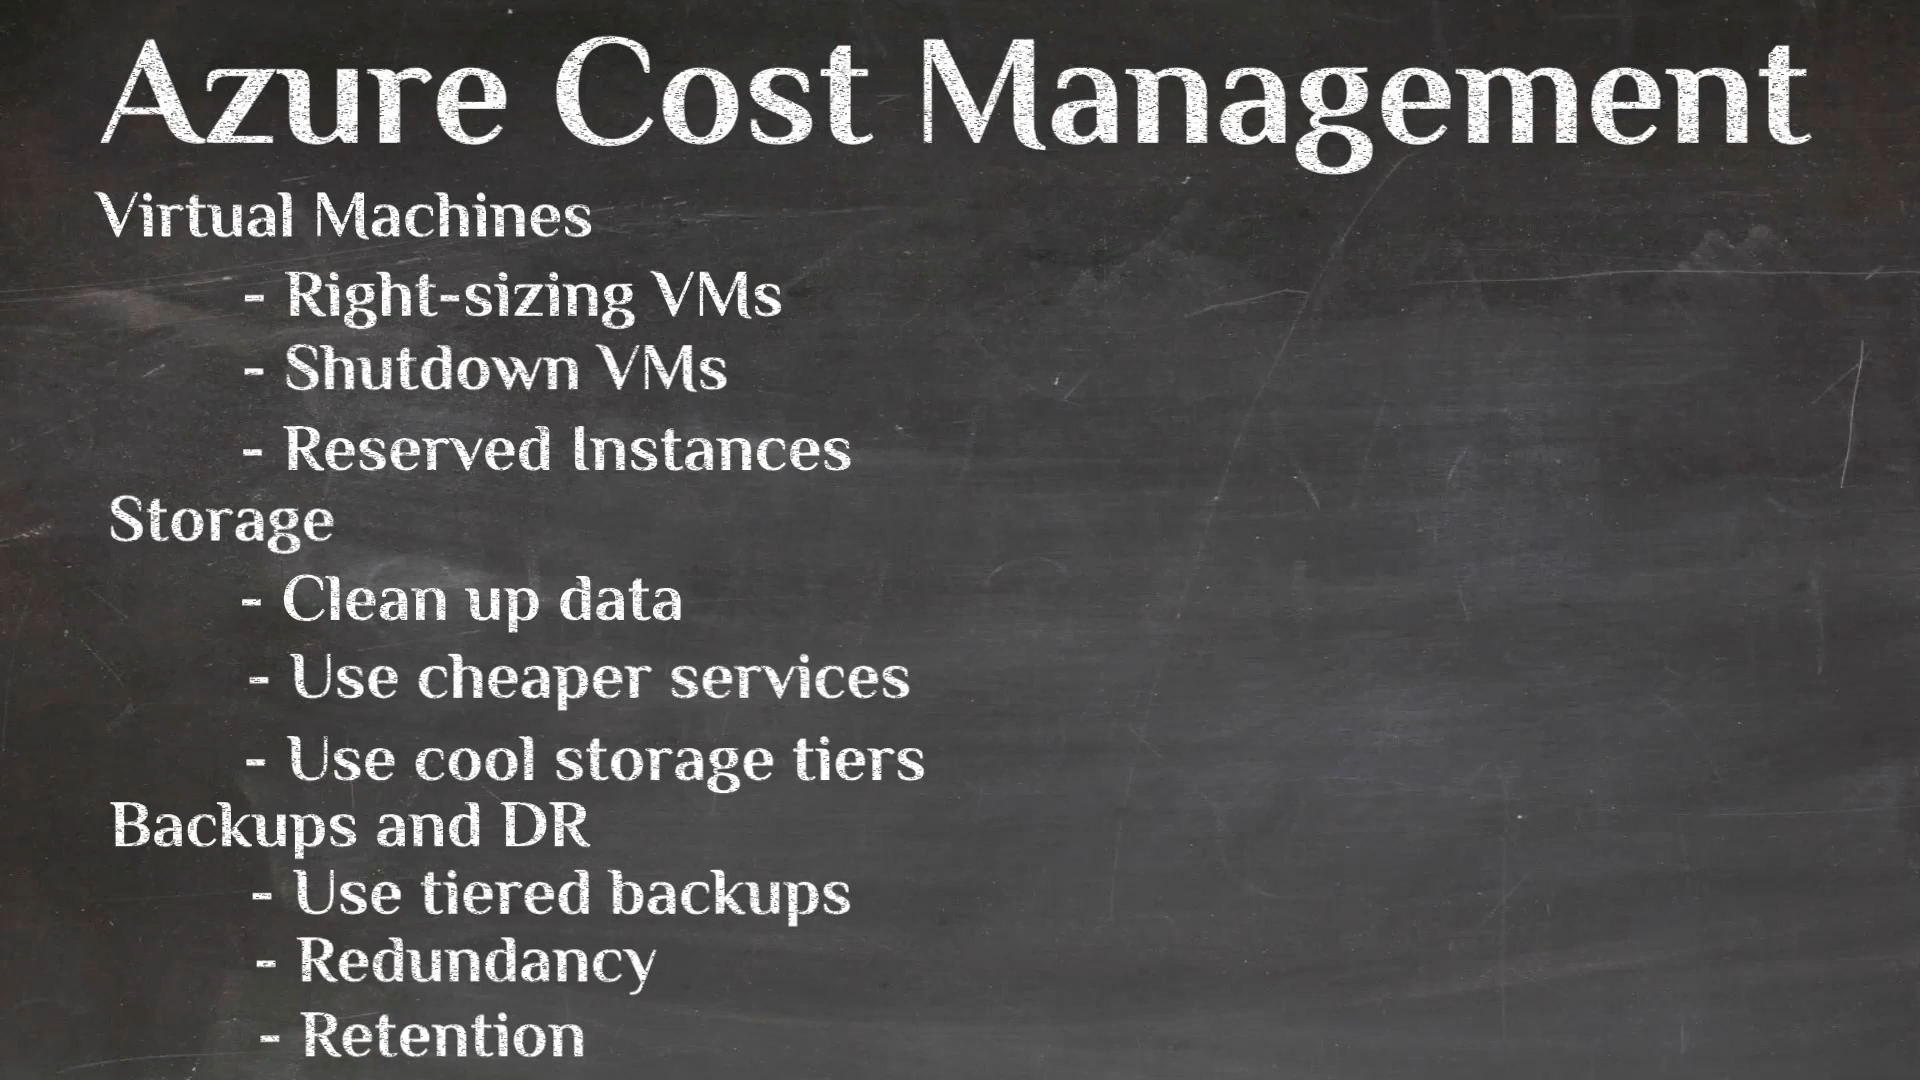 Azure Cost Management
Virtual Machines
- Right-sizing VMs
- Shutdown VMs
- Reserved Instances
Storage
- Clean up data
- Use cheaper services
- Use cool storage tiers
Backups and DR
- Use tiered backups
- Redundancy
- Retention